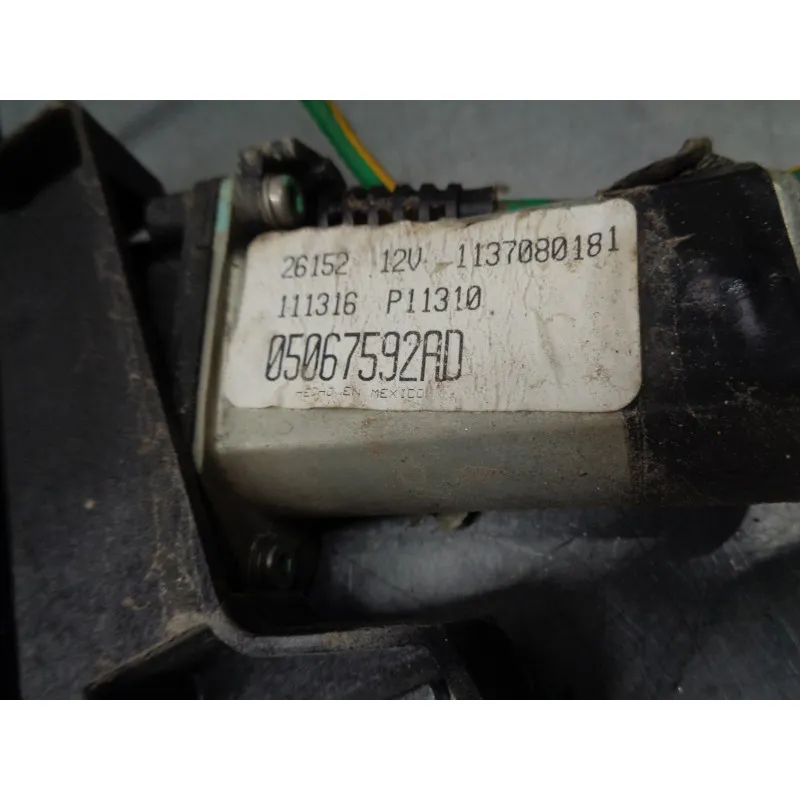 26152 12V 1137080181
111316 P11310
05067592AD
HECHO EN MEXICO